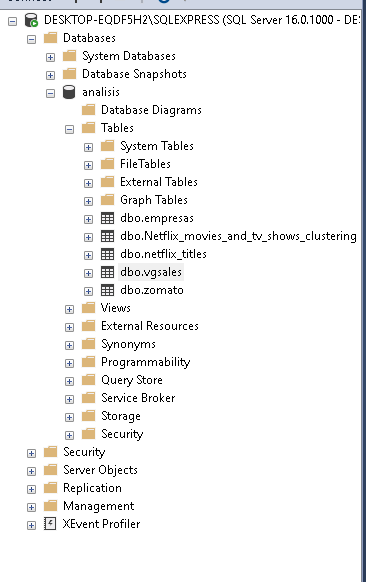 DESKTOP-EQDF5H2\SQLEXPRESS (SQL Server 16.0.1000 - DE
Databases
System Databases
Database Snapshots
analisis
Database Diagrams
Tables
System Tables
FileTables
External Tables
Graph Tables
dbo.empresas
dbo.Netflix_movies_and_tv_shows_clustering
dbo.netflix_titles
dbo.vgsales
dbo.zomato
Views
External Resources
Synonyms
Programmability
Query Store
Service Broker
Storage
Security
Security
Server Objects
Replication
Management
XEvent Profiler